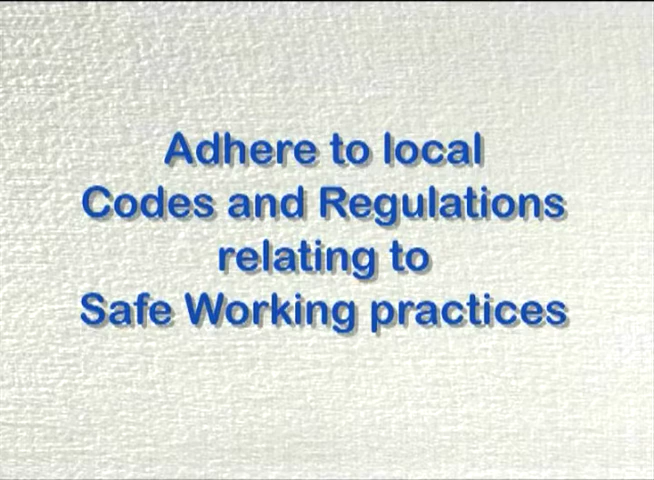 Adhere to local
Codes and Regulations
relating to
Safe Working practices